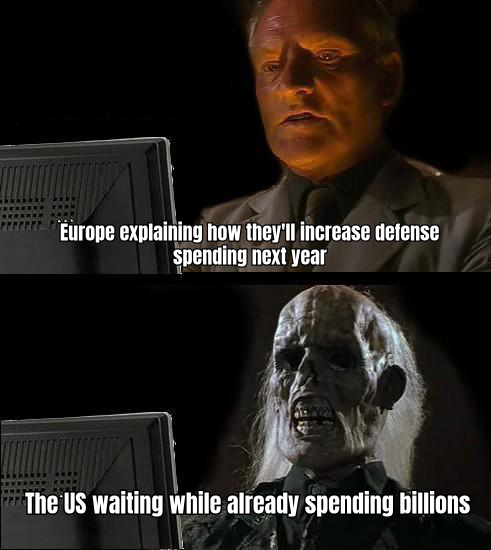 Europe explaining how they'll increase defense
spending next year
The US waiting while already spending billions